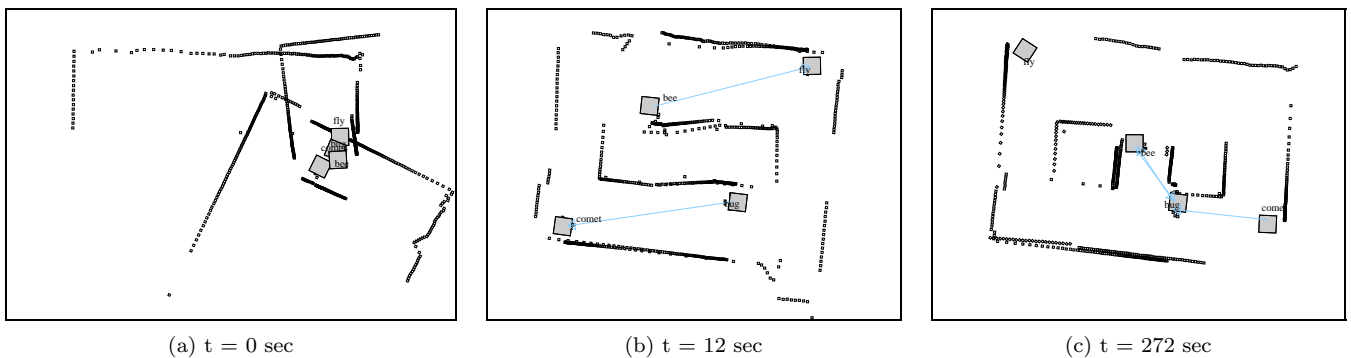 fly
bee
bee
fly
bug
comet
fly
bee
bug
(a) t = 0 sec
(b) t = 12 sec
(c) t = 272 sec